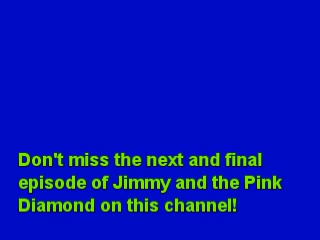 Don't miss the next and final
episode of Jimmy and the Pink
Diamond on this channel!